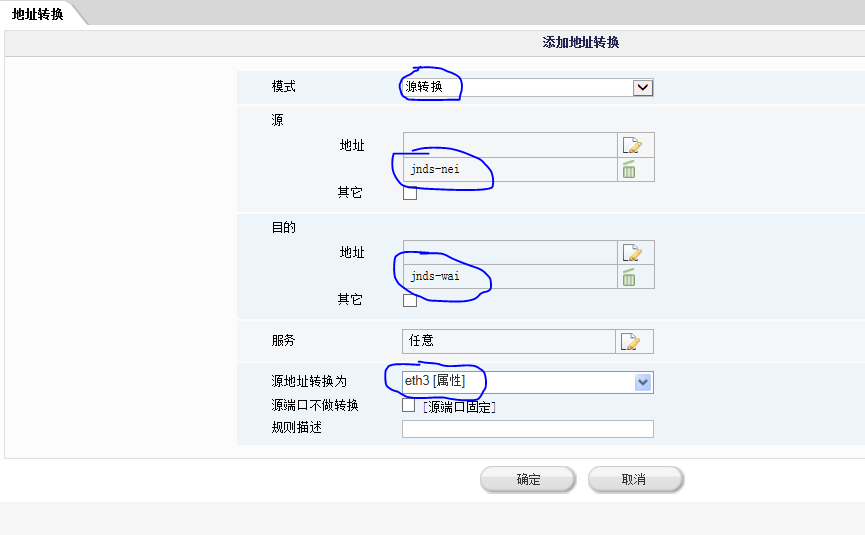 地址转换
添加地址转换
模式 源转换
源
地址
jnds-nei
其它
目的
地址
jnds-wai
其它
服务 任意
源地址转换为 eth3 [属性]
源端口不做转换 [源端口固定]
规则描述
确定 取消